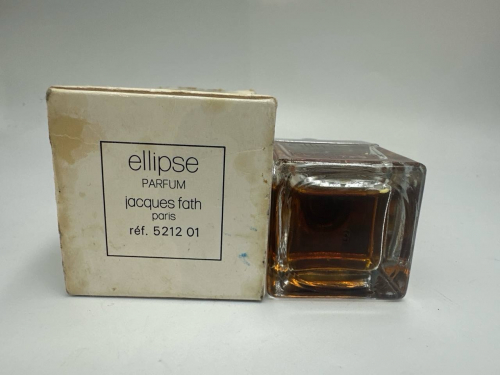 ellipse
PARFUM
jacques fath
paris
réf. 5212 01